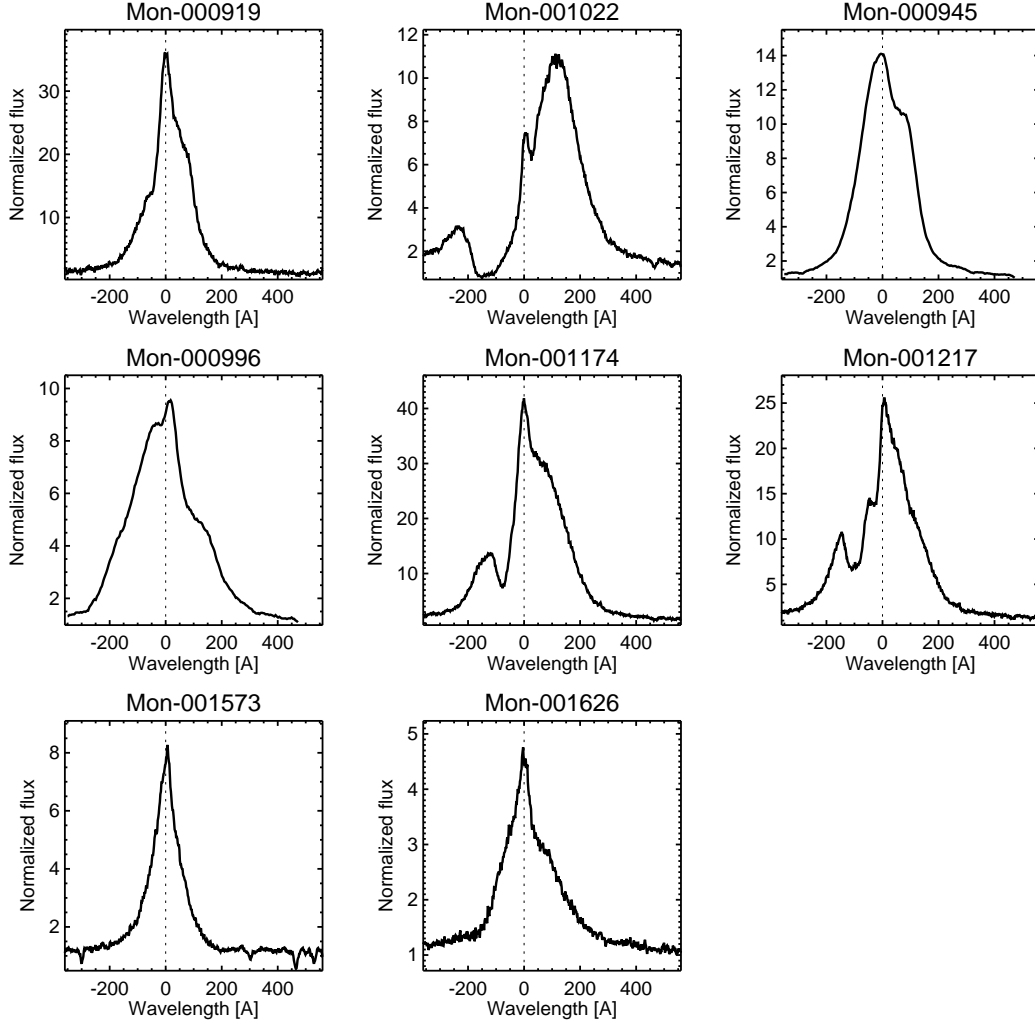 Mon-000919
Mon-001022
Mon-000945
Normalized flux
30
20
10
-200 0 200 400
Wavelength [A]
Normalized flux
12
10
8
6
4
2
-200 0 200 400
Wavelength [A]
Normalized flux
14
12
10
8
6
4
2
-200 0 200 400
Wavelength [A]
Mon-000996
Mon-001174
Mon-001217
Normalized flux
10
8
6
4
2
-200 0 200 400
Wavelength [A]
Normalized flux
40
30
20
10
-200 0 200 400
Wavelength [A]
Normalized flux
25
20
15
10
5
-200 0 200 400
Wavelength [A]
Mon-001573
Mon-001626
Normalized flux
8
6
4
2
-200 0 200 400
Wavelength [A]
Normalized flux
5
4
3
2
1
-200 0 200 400
Wavelength [A]